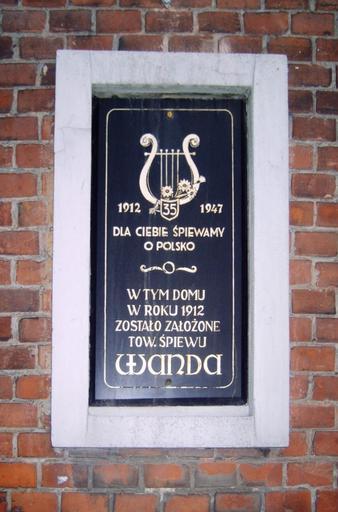 1912 35 1947
DLA CIEBIE ŚPIEWAMY
O POLSKO
W TYM DOMU
W ROKU 1912
ZOSTAŁO ZAŁOŻONE
TOW. ŚPIEWU
WANDA